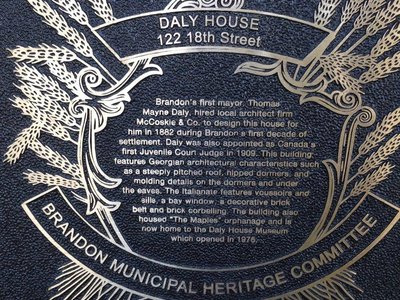 DALY HOUSE
122 18th Street
Brandon's first mayor, Thomas
Mayne Daly, hired local architect firm
McCoskie & Co. to design this house for
him in 1882 during Brandon's first decade of
settlement. Daly was also appointed as Canada's
first Juvenile Court Judge in 1909. This building
features Georgian architectural characteristics such
as a steeply pitched roof, hipped dormers, and
molding details on the dormers and under
the eaves. The Italianate features voussoirs and
sills, a bay window, a decorative brick
belt and brick corbelling. The building also
housed "The Maples" orphanage and is
now home to the Daly House Museum
which opened in 1978.
BRANDON MUNICIPAL HERITAGE COMMITTEE